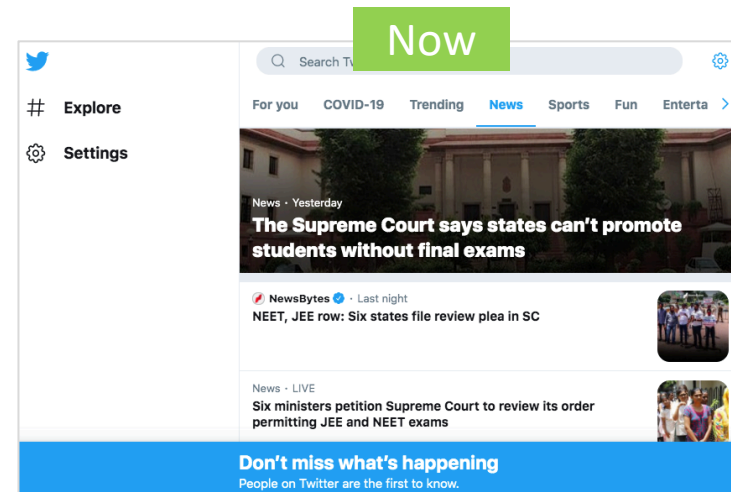 Now
Search Tw
# Explore
Settings
For you COVID-19 Trending News Sports Fun Enterta
News · Yesterday
The Supreme Court says states can’t promote
students without final exams
NewsBytes · Last night
NEET, JEE row: Six states file review plea in SC
News · LIVE
Six ministers petition Supreme Court to review its order
permitting JEE and NEET exams
Don’t miss what’s happening
People on Twitter are the first to know.